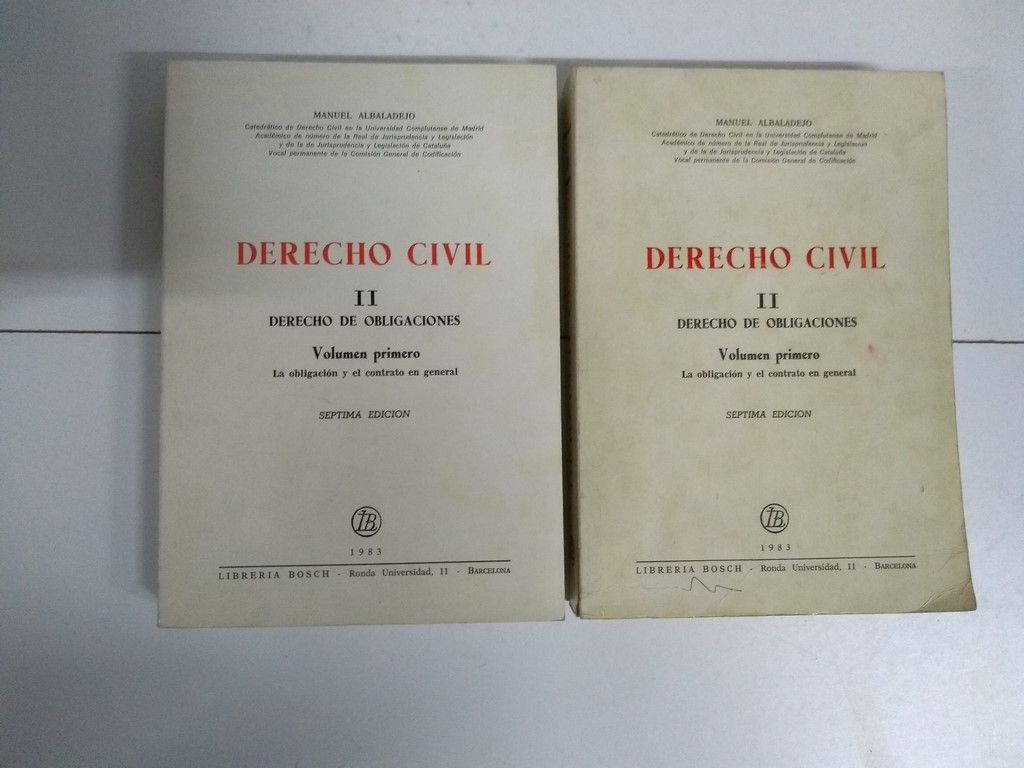 MANUEL ALBALADEJO
Catedrático de Derecho Civil en la Universidad Complutense de Madrid
Académico de número de la Real de Jurisprudencia y Legislación
y de la de Jurisprudencia y Legislación de Cataluña
Vocal permanente de la Comisión General de Codificación
DERECHO CIVIL
II
DERECHO DE OBLIGACIONES
Volumen primero
La obligación y el contrato en general
SEPTIMA EDICION
LB
1983
LIBRERIA BOSCH - Ronda Universidad, 11 - BARCELONA
MANUEL ALBALADEJO
Catedrático de Derecho Civil en la Universidad Complutense de Madrid
Académico de número de la Real de Jurisprudencia y Legislación
y de la de Jurisprudencia y Legislación de Cataluña
Vocal permanente de la Comisión General de Codificación
DERECHO CIVIL
II
DERECHO DE OBLIGACIONES
Volumen primero
La obligación y el contrato en general
SEPTIMA EDICION
LB
1983
LIBRERIA BOSCH - Ronda Universidad, 11 - BARCELONA